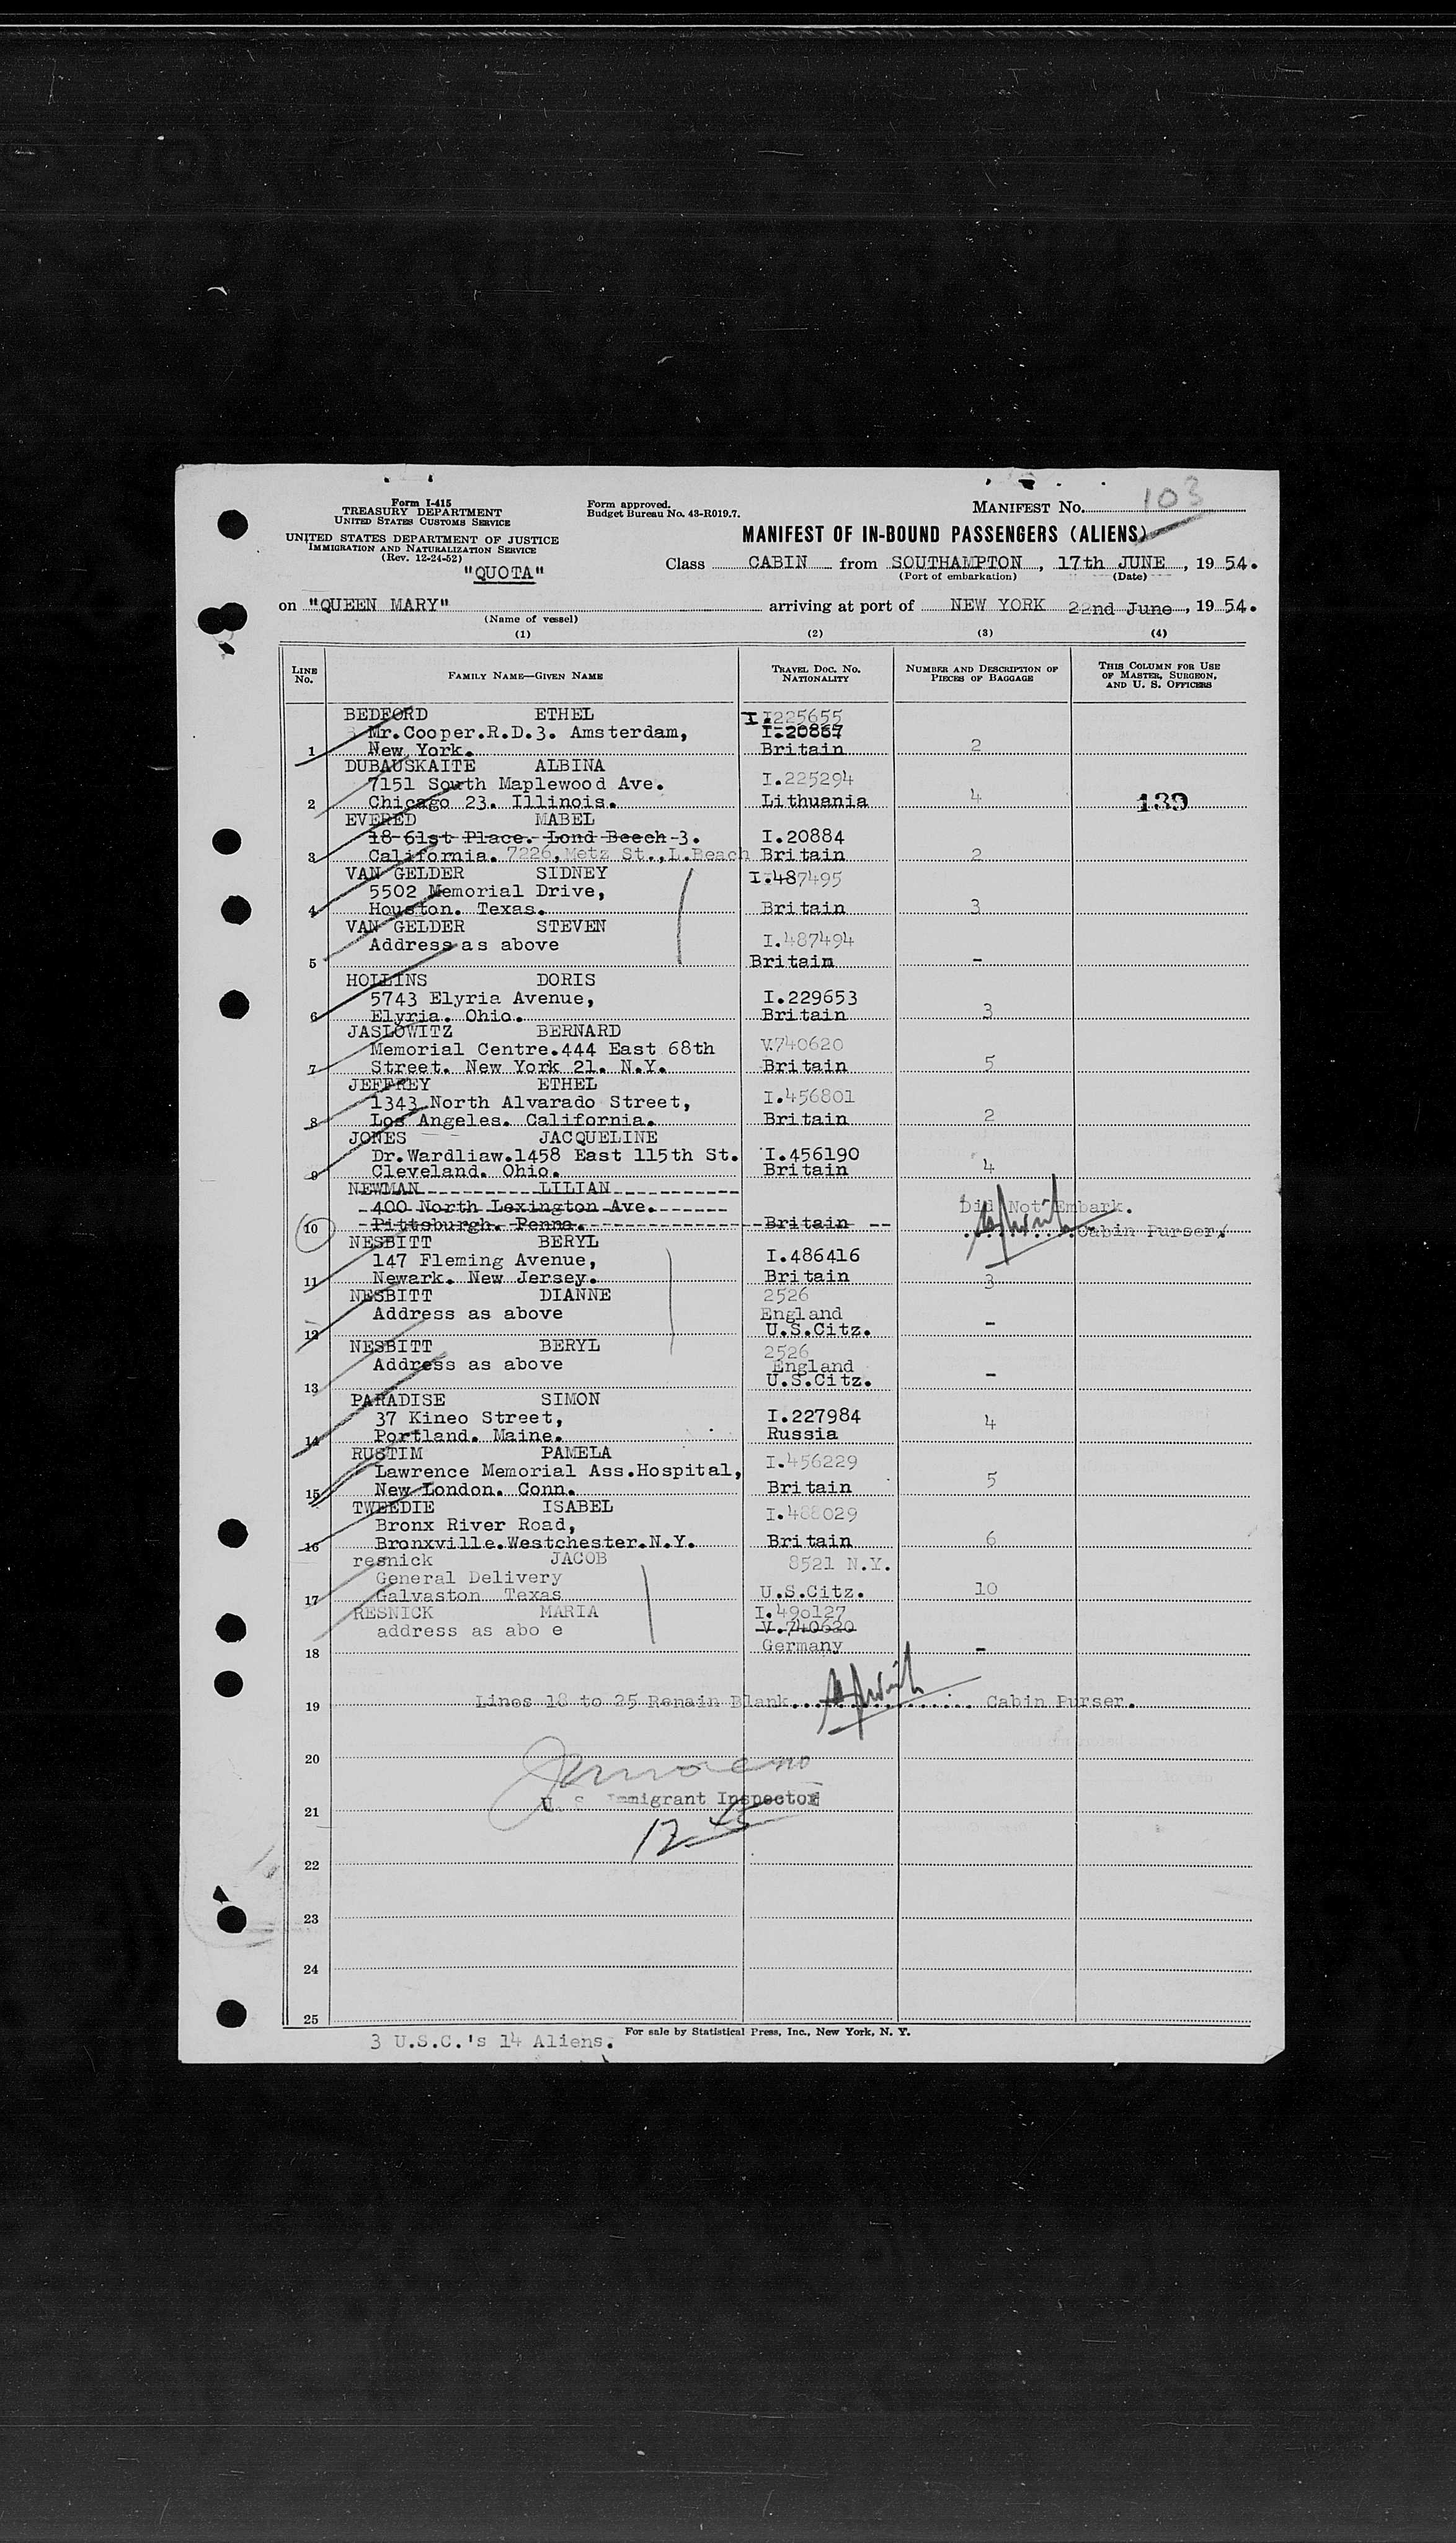 Form I-415
TREASURY DEPARTMENT
UNITED STATES CUSTOMS SERVICE
UNITED STATES DEPARTMENT OF JUSTICE
IMMIGRATION AND NATURALIZATION SERVICE
(Rev. 12-24-52)
"QUOTA"
Form approved.
Budget Bureau No. 43-R019.7.
MANIFEST No. 103
MANIFEST OF IN-BOUND PASSENGERS (ALIENS)
Class CABIN from SOUTHAMPTON, 17th JUNE, 1954.
(Port of embarkation) (Date)
on "QUEEN MARY" arriving at port of NEW YORK 22nd June, 1954.
(Name of vessel)
(1) (2) (3) (4)
LINE No. FAMILY NAME—GIVEN NAME TRAVEL DOC. No. NATIONALITY NUMBER AND DESCRIPTION OF PIECES OF BAGGAGE THIS COLUMN FOR USE OF MASTER, SURGEON, AND U. S. OFFICERS
BEDFORD ETHEL I I225655
Mr.Cooper.R.D.3. Amsterdam, I.20867
1 New York. Britain 2
DUBAUSKAITE ALBINA
7151 South Maplewood Ave. I.225294
2 Chicago 23. Illinois. Lithuania 4 139
EVERED MABEL
18 61st Place. Lond Beech 3. I.20884
3 California. 7226, Metz St.,L.Beach Britain 2
VAN GELDER SIDNEY I.487495
5502 Memorial Drive,
4 Houston. Texas. Britain 3
VAN GELDER STEVEN
Address as above I.487494
5 Britain -
HOLLINS DORIS
5743 Elyria Avenue, I.229653
6 Elyria. Ohio. Britain 3
JASLOWITZ BERNARD
Memorial Centre.444 East 68th V.740620
7 Street. New York 21. N.Y. Britain 5
JEFFREY ETHEL
1343 North Alvarado Street, I.456801
8 Los Angeles. California. Britain 2
JONES JACQUELINE
Dr.Wardliaw.1458 East 115th St. I.456190
9 Cleveland. Ohio. Britain 4
NEWMAN LILIAN
400 North Lexington Ave. Did Not Embark.
10 Pittsburgh. Penna. Britain Cabin Purser.
NESBITT BERYL
147 Fleming Avenue, I.486416
11 Newark. New Jersey. Britain 3
NESBITT DIANNE 2526
Address as above England
12 U.S.Citz. -
NESBITT BERYL 2526
Address as above England
13 U.S.Citz. -
PARADISE SIMON
37 Kineo Street, I.227984
14 Portland. Maine. Russia 4
RUSTIM PAMELA
Lawrence Memorial Ass.Hospital, I.456229
15 New London. Conn. Britain 5
TWEEDIE ISABEL
Bronx River Road, I.488029
16 Bronxville.Westchester.N.Y. Britain 6
resnick JACOB 8521 N.Y.
General Delivery
17 Galvaston Texas U.S.Citz. 10
RESNICK MARIA I.490127
address as abo e V.740620
18 Germany -
19 Lines 18 to 25 Remain Blank. Cabin Purser.
20
U. S. Immigrant Inspector
21
12-45
22
23
24
25
For sale by Statistical Press, Inc., New York, N. Y.
3 U.S.C.'s 14 Aliens.